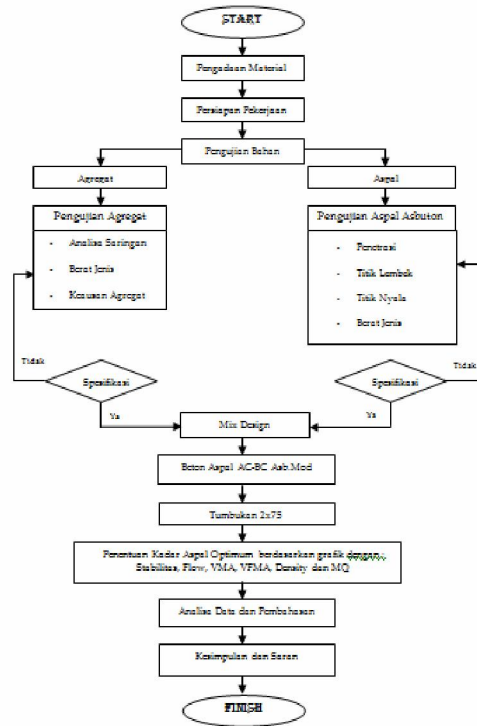 START
Pengadaan Material
Persiapan Pekerjaan
Pengujian Bahan
Agregat
Aspal
Pengujian Agregat
- Analisa Saringan
- Berat Jenis
- Keausan Agregat
Pengujian Aspal Asbuton
- Penetrasi
- Titik Lembek
- Titik Nyala
- Berat Jenis
Tidak
Spesifikasi
Ya
Tidak
Spesifikasi
Ya
Mix Design
Beton Aspal AC-BC Asb.Mod
Tumbukan 2x75
Penentuan Kadar Aspal Optimum berdasarkan grafik dengan :
Stabilitas, Flow, VMA, VFMA, Density dan MQ
Analisa Data dan Pembahasan
Kesimpulan dan Saran
FINISH